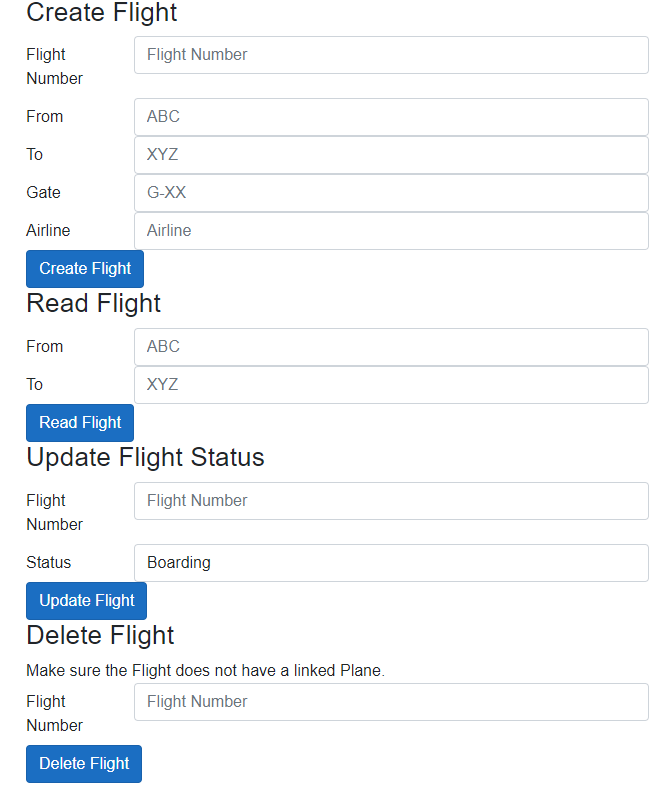 Create Flight
Flight Number
Flight Number
From
ABC
To
XYZ
Gate
G-XX
Airline
Airline
Create Flight
Read Flight
From
ABC
To
XYZ
Read Flight
Update Flight Status
Flight Number
Flight Number
Status
Boarding
Update Flight
Delete Flight
Make sure the Flight does not have a linked Plane.
Flight Number
Flight Number
Delete Flight